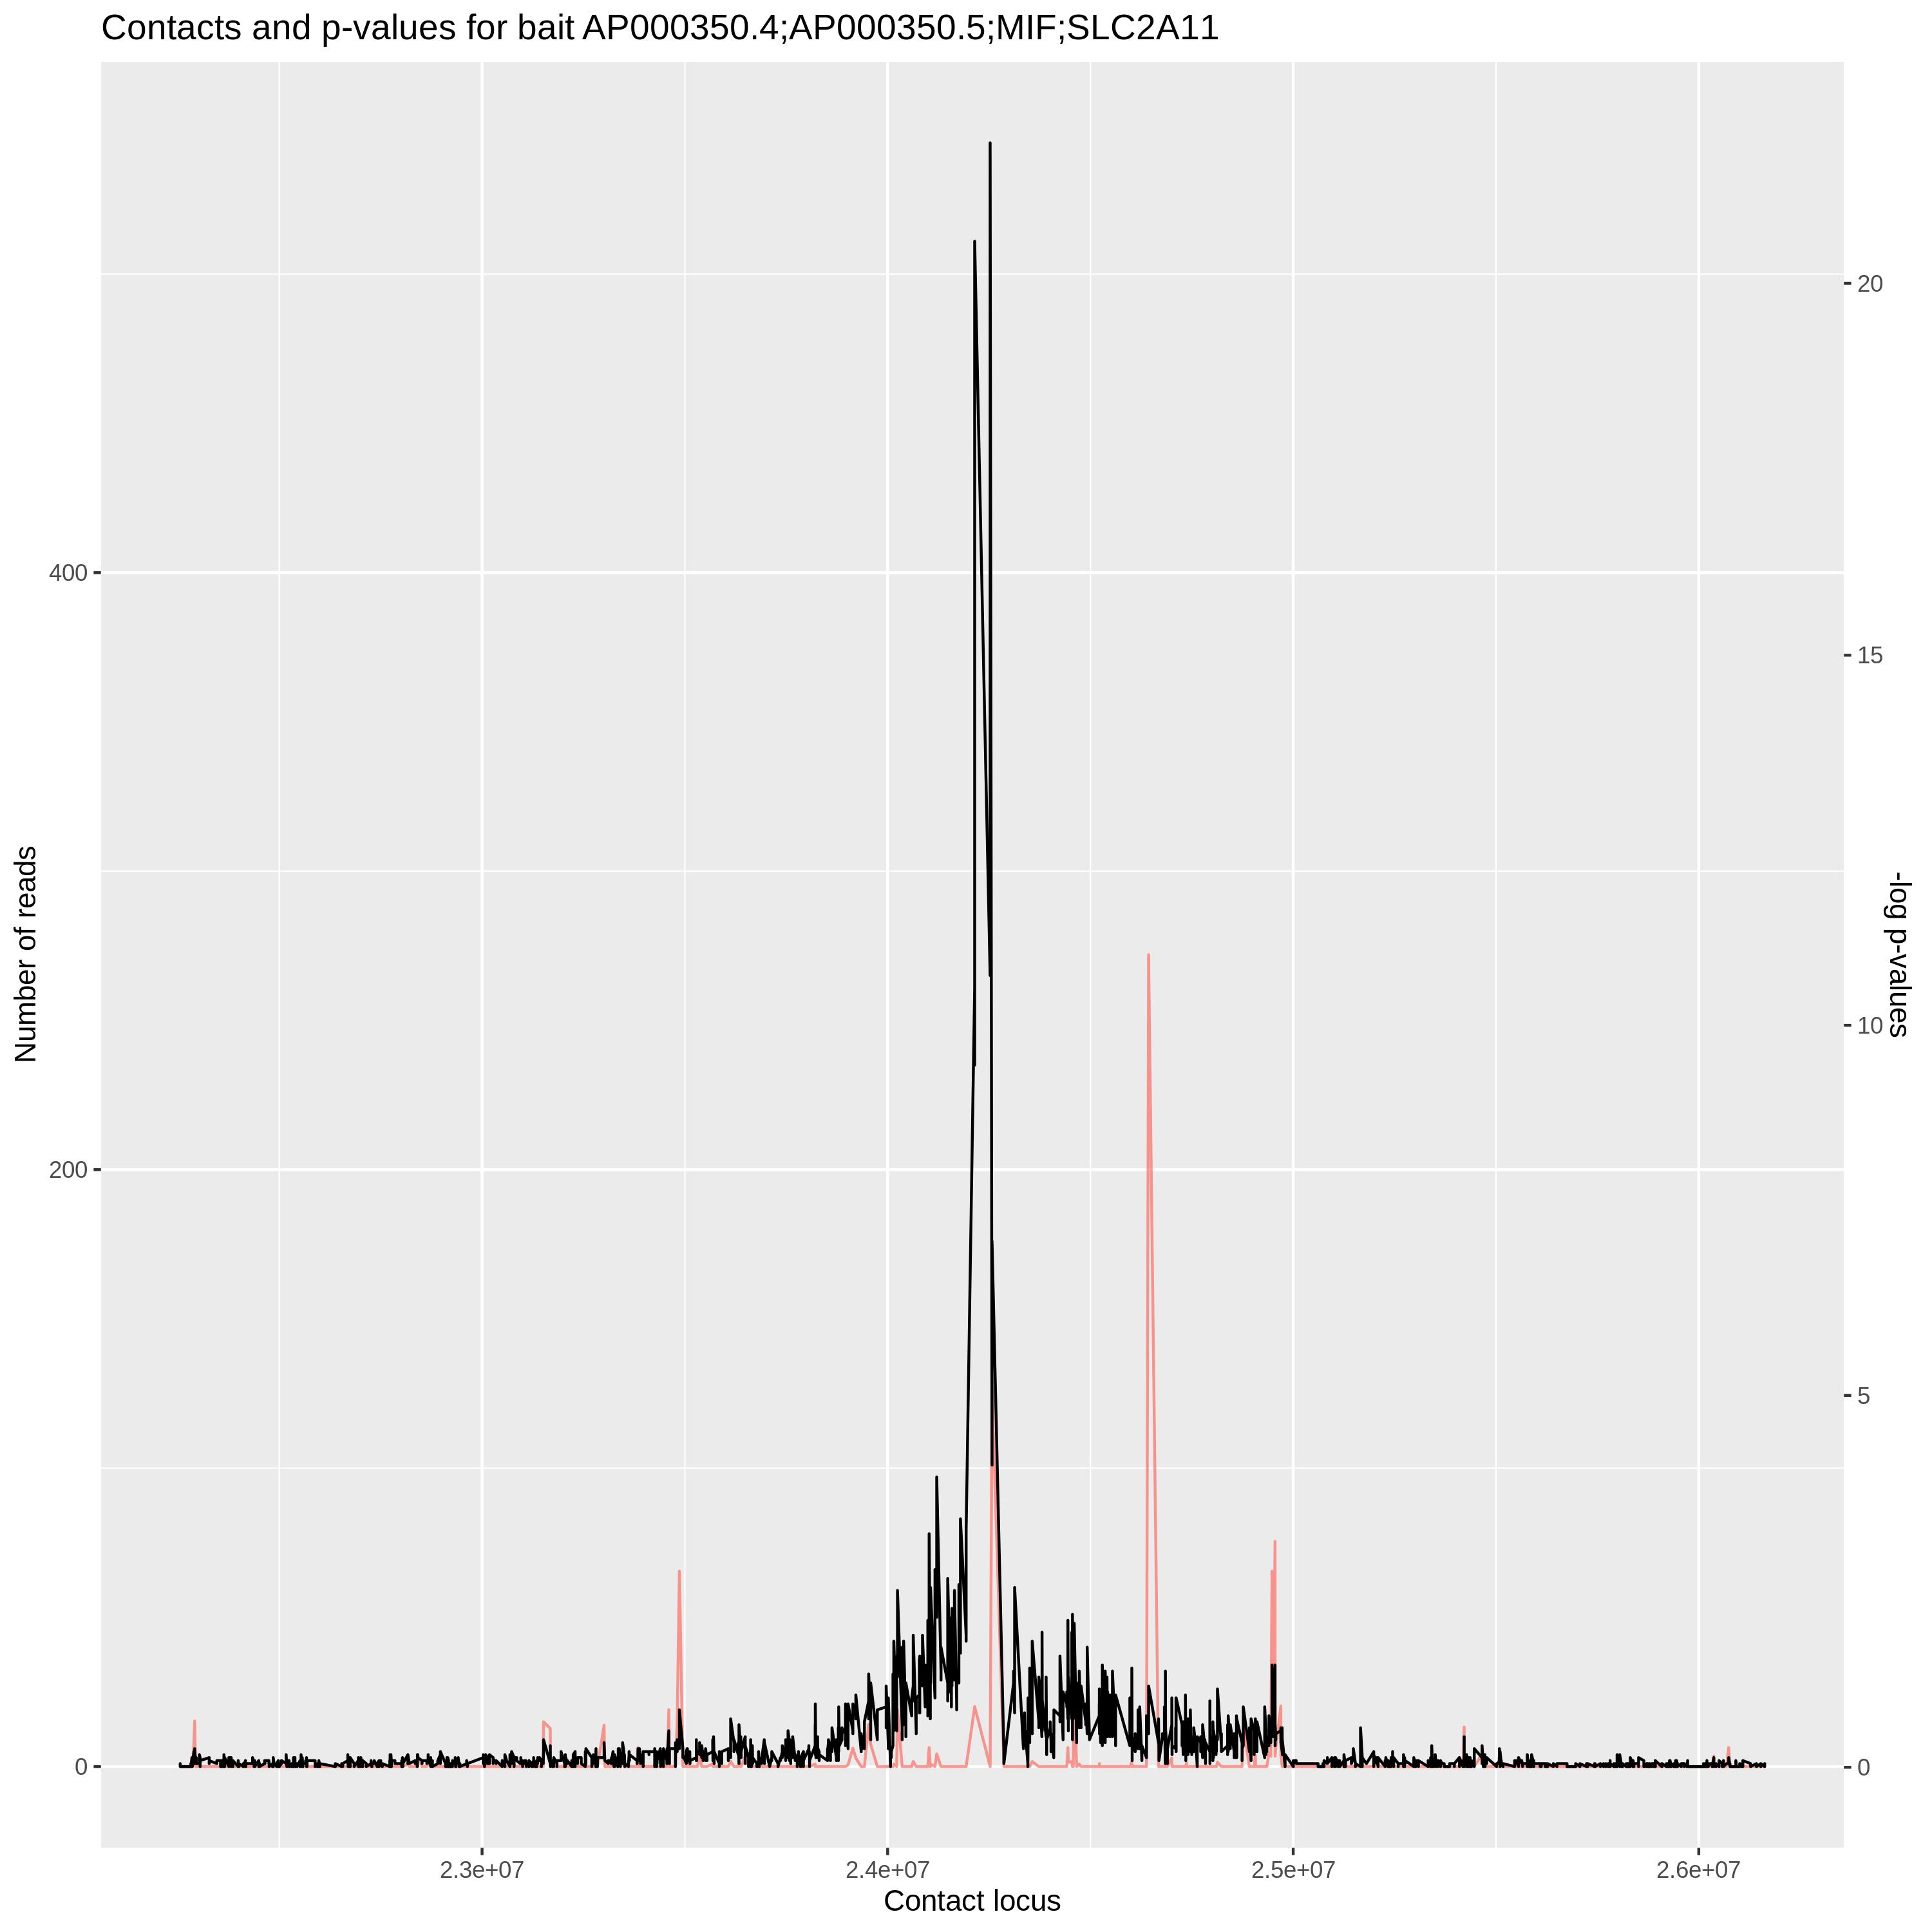 Contacts and p-values for bait AP000350.4;AP000350.5;MIF;SLC2A11
Number of reads
400
200
0
20
15
10
5
0
-log p-values
2.3e+07 2.4e+07 2.5e+07 2.6e+07
Contact locus